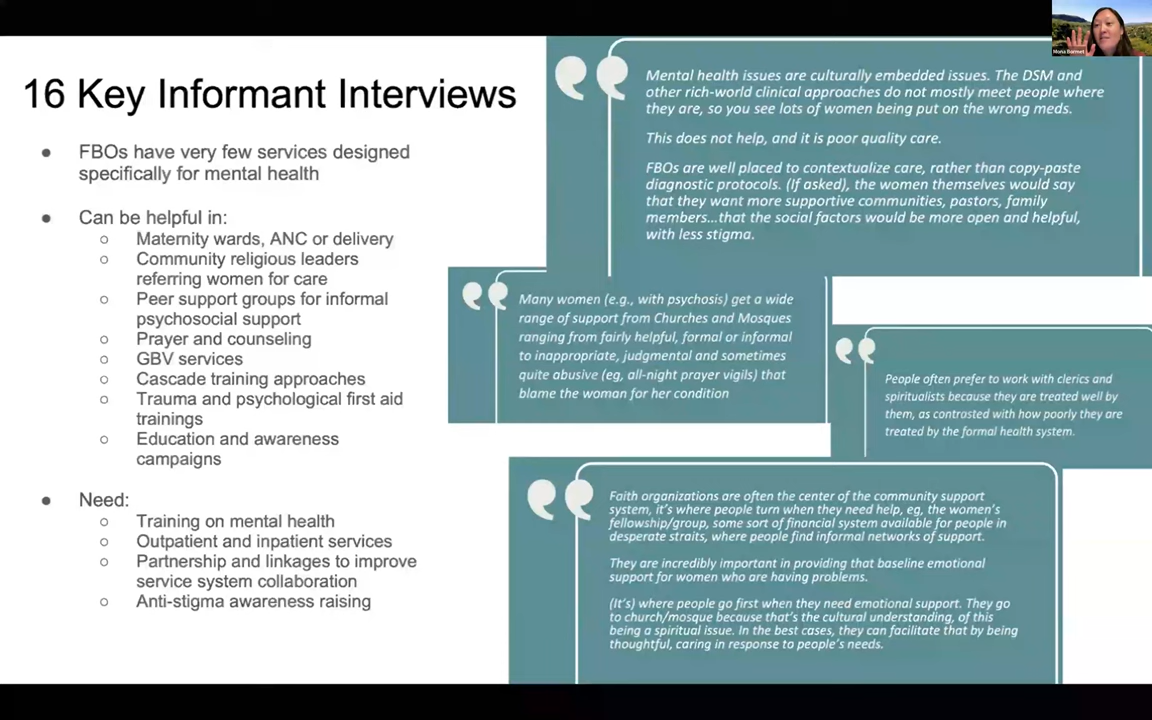 16 Key Informant Interviews
● FBOs have very few services designed
specifically for mental health
● Can be helpful in:
○ Maternity wards, ANC or delivery
○ Community religious leaders
referring women for care
○ Peer support groups for informal
psychosocial support
○ Prayer and counseling
○ GBV services
○ Cascade training approaches
○ Trauma and psychological first aid
trainings
○ Education and awareness
campaigns
● Need:
○ Training on mental health
○ Outpatient and inpatient services
○ Partnership and linkages to improve
service system collaboration
○ Anti-stigma awareness raising
Mental health issues are culturally embedded issues. The DSM and
other rich-world clinical approaches do not mostly meet people where
they are, so you see lots of women being put on the wrong meds.
This does not help, and it is poor quality care.
FBOs are well placed to contextualize care, rather than copy-paste
diagnostic protocols. (If asked), the women themselves would say
that they want more supportive communities, pastors, family
members…that the social factors would be more open and helpful,
with less stigma.
Many women (e.g., with psychosis) get a wide
range of support from Churches and Mosques
ranging from fairly helpful, formal or informal
to inappropriate, judgmental and sometimes
quite abusive (eg, all-night prayer vigils) that
blame the woman for her condition
People often prefer to work with clerics and
spiritualists because they are treated well by
them, as contrasted with how poorly they are
treated by the formal health system.
Faith organizations are often the center of the community support
system, it's where people turn when they need help, eg, the women's
fellowship/group, some sort of financial system available for people in
desperate straits, where people find informal networks of support.
They are incredibly important in providing that baseline emotional
support for women who are having problems.
(It's) where people go first when they need emotional support. They go
to church/mosque because that's the cultural understanding, of this
being a spiritual issue. In the best cases, they can facilitate that by being
thoughtful, caring in response to people's needs.
Mona Bormet